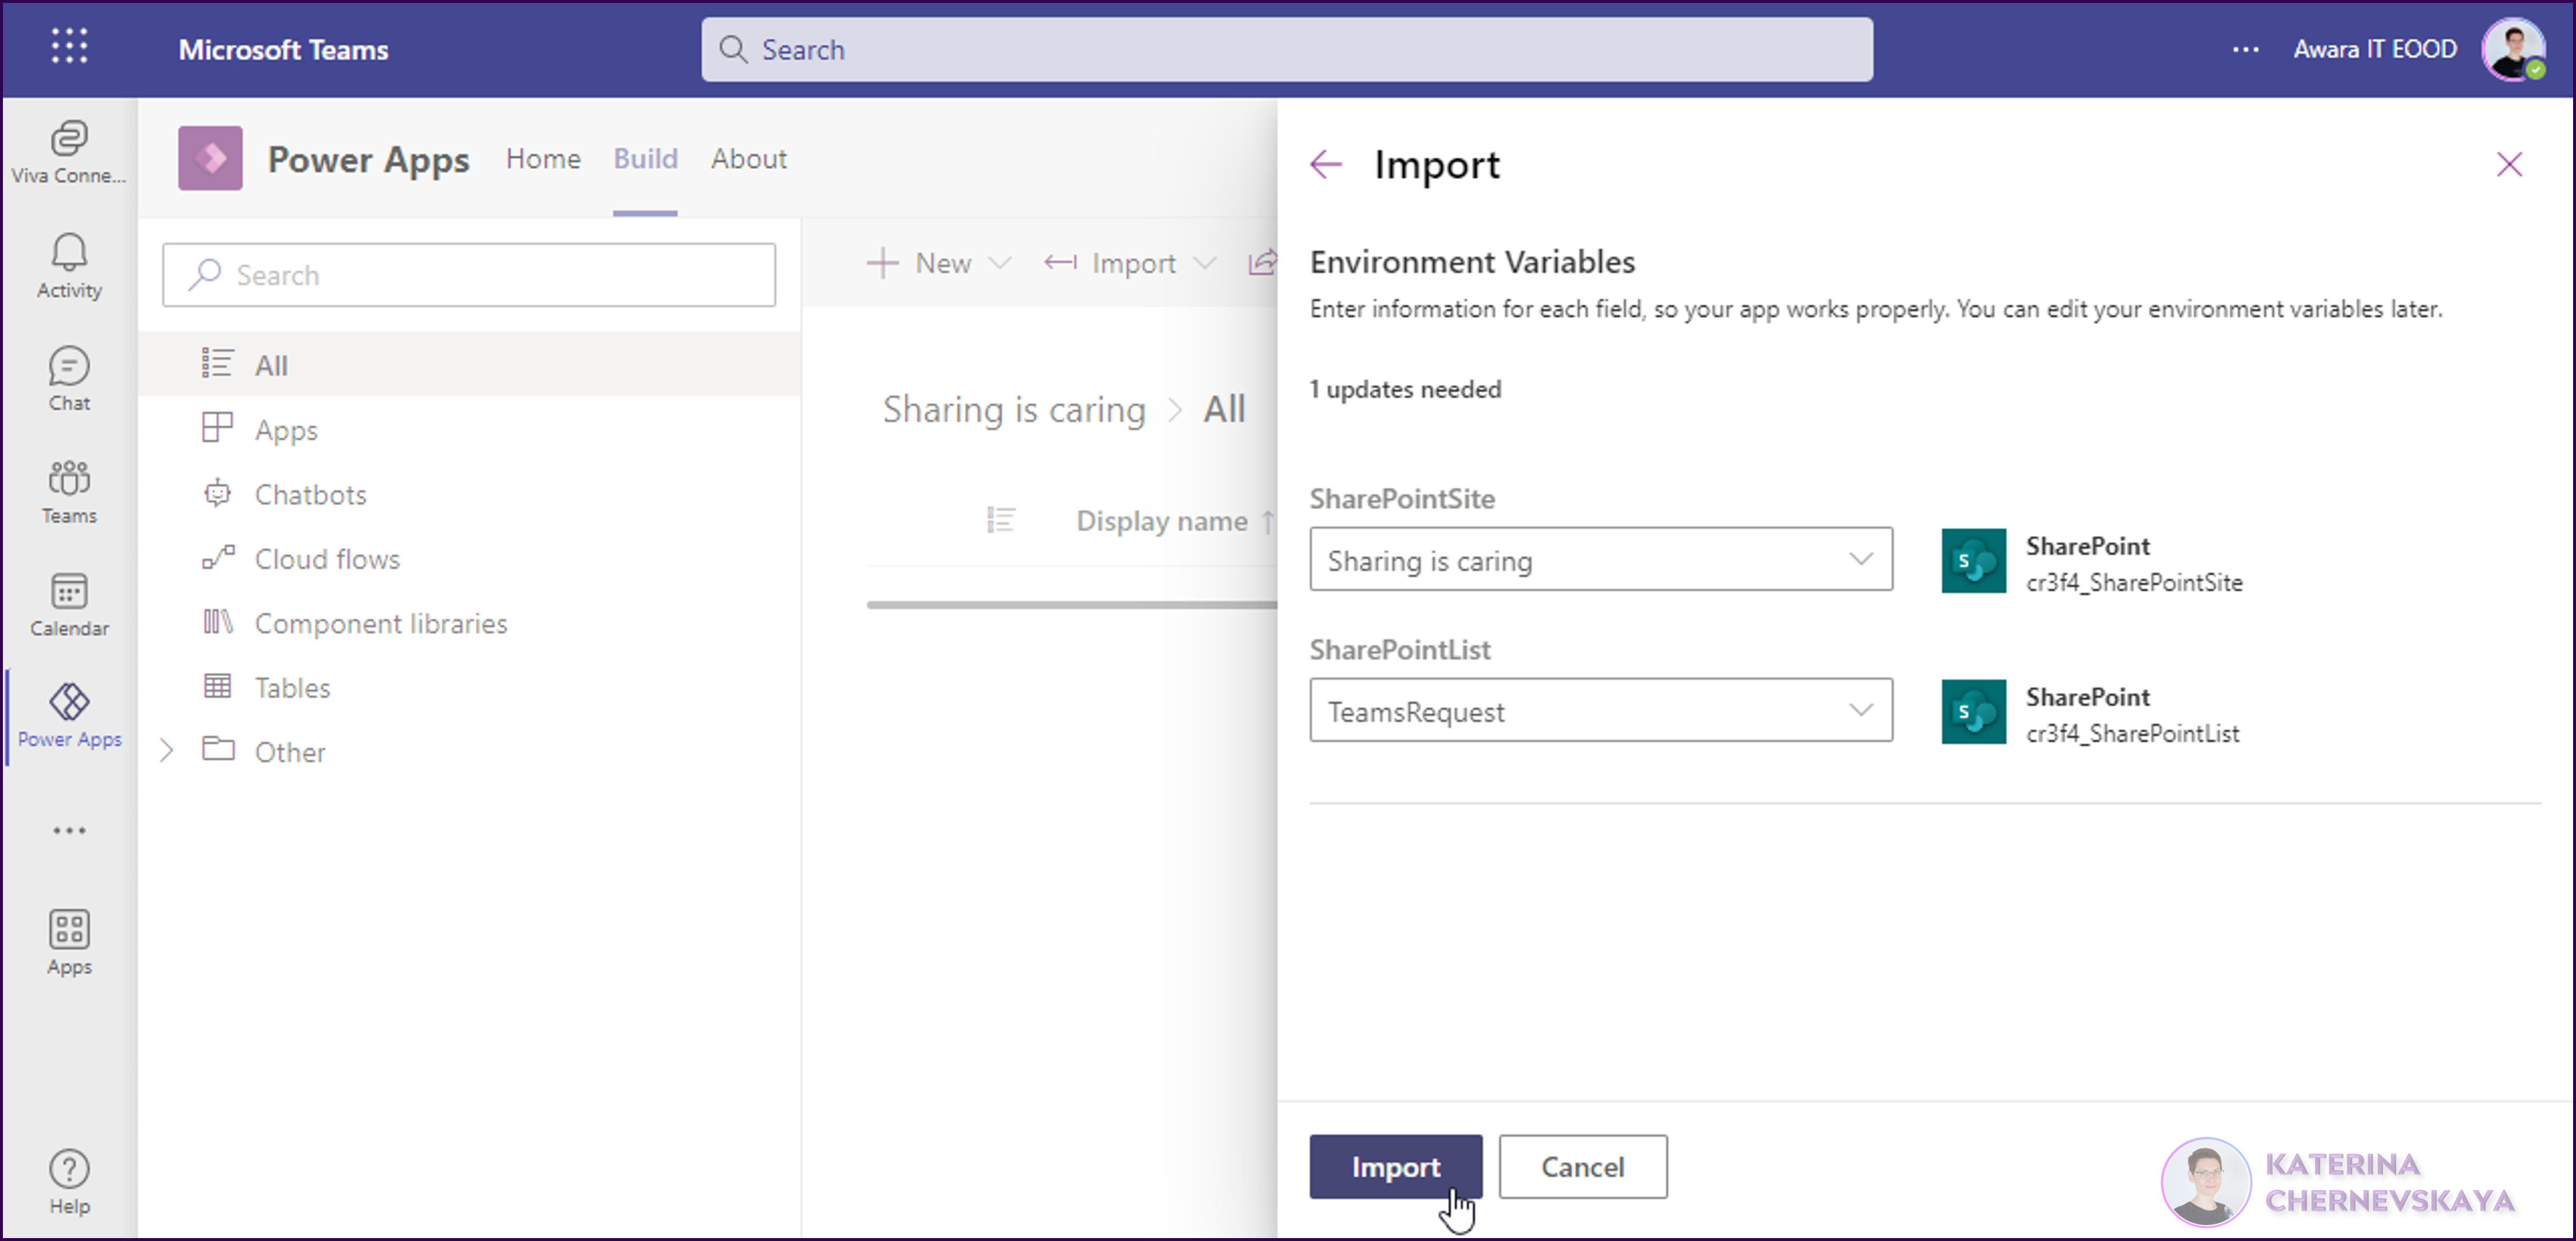 Microsoft Teams
Search
Awara IT EOOD
Viva Conne...
Activity
Chat
Teams
Calendar
Power Apps
Apps
Help
Power Apps
Home
Build
About
Search
All
Apps
Chatbots
Cloud flows
Component libraries
Tables
Other
New
Import
Sharing is caring > All
Display name ↑
Import
Environment Variables
Enter information for each field, so your app works properly. You can edit your environment variables later.
1 updates needed
SharePointSite
Sharing is caring
S
SharePoint
cr3f4_SharePointSite
SharePointList
TeamsRequest
S
SharePoint
cr3f4_SharePointList
Import
Cancel
KATERINA
CHERNEVSKAYA